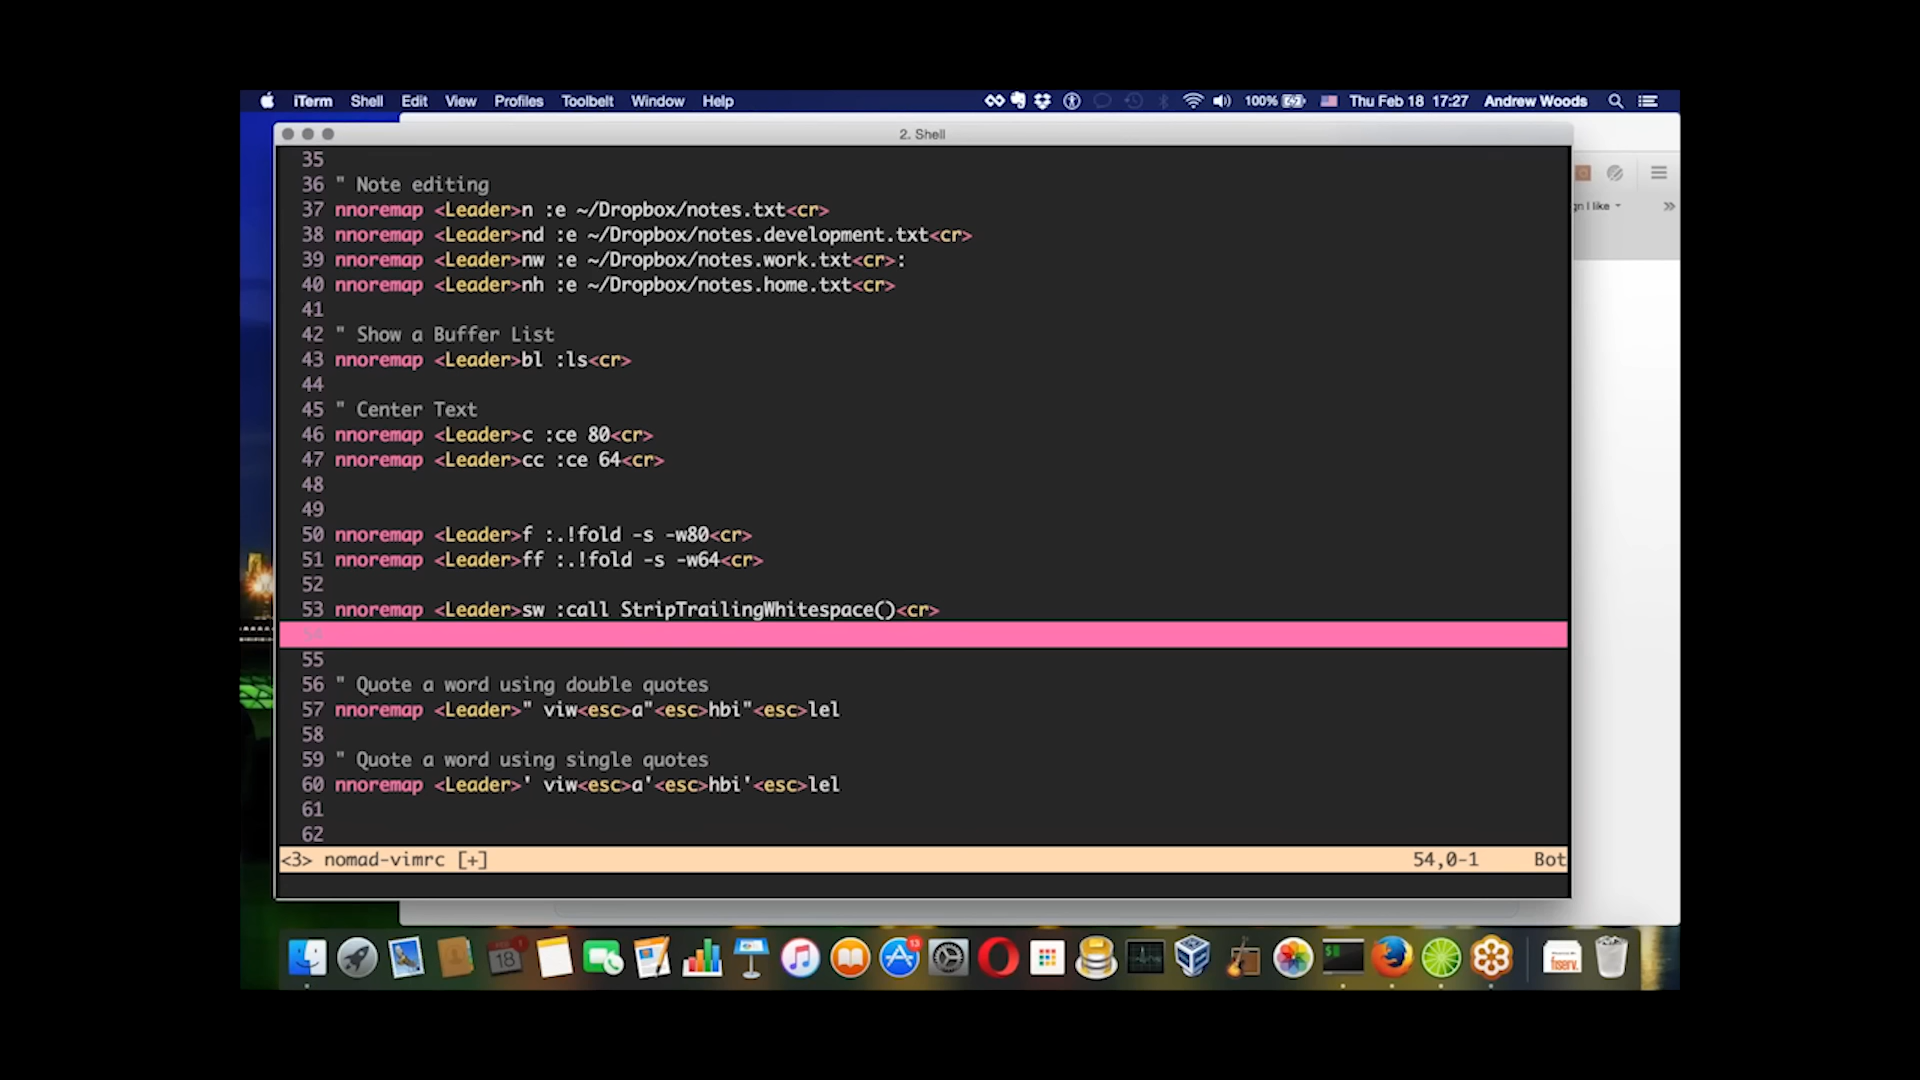 iTerm Shell Edit View Profiles Toolbelt Window Help 100% Thu Feb 18 17:27 Andrew Woods
2. Shell
gn I like
35
36 " Note editing
37 nnoremap <Leader>n :e ~/Dropbox/notes.txt<cr>
38 nnoremap <Leader>nd :e ~/Dropbox/notes.development.txt<cr>
39 nnoremap <Leader>nw :e ~/Dropbox/notes.work.txt<cr>:
40 nnoremap <Leader>nh :e ~/Dropbox/notes.home.txt<cr>
41
42 " Show a Buffer List
43 nnoremap <Leader>bl :ls<cr>
44
45 " Center Text
46 nnoremap <Leader>c :ce 80<cr>
47 nnoremap <Leader>cc :ce 64<cr>
48
49
50 nnoremap <Leader>f :.!fold -s -w80<cr>
51 nnoremap <Leader>ff :.!fold -s -w64<cr>
52
53 nnoremap <Leader>sw :call StripTrailingWhitespace()<cr>
54
55
56 " Quote a word using double quotes
57 nnoremap <Leader>" viw<esc>a"<esc>hbi"<esc>lel
58
59 " Quote a word using single quotes
60 nnoremap <Leader>' viw<esc>a'<esc>hbi'<esc>lel
61
62
<3> nomad-vimrc [+] 54,0-1 Bot
18
13
fiserv.